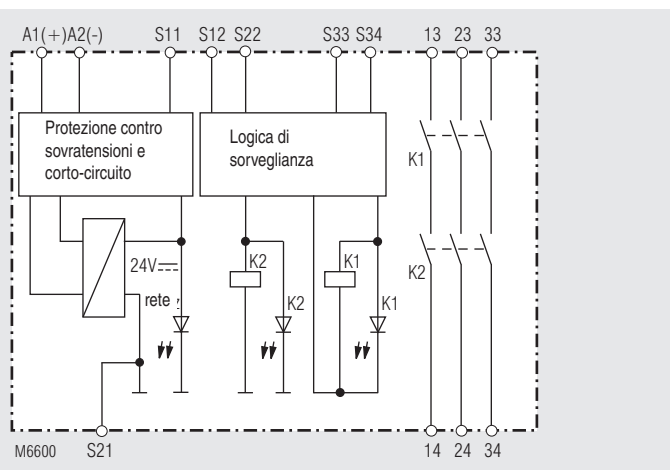 A1(+)A2(-) S11 S12 S22 S33 S34 13 23 33
Protezione contro
sovratensioni e
corto-circuito
Logica di
sorveglianza
K1
24V
K2 K1
K2
rete
K2 K1
M6600 S21 14 24 34